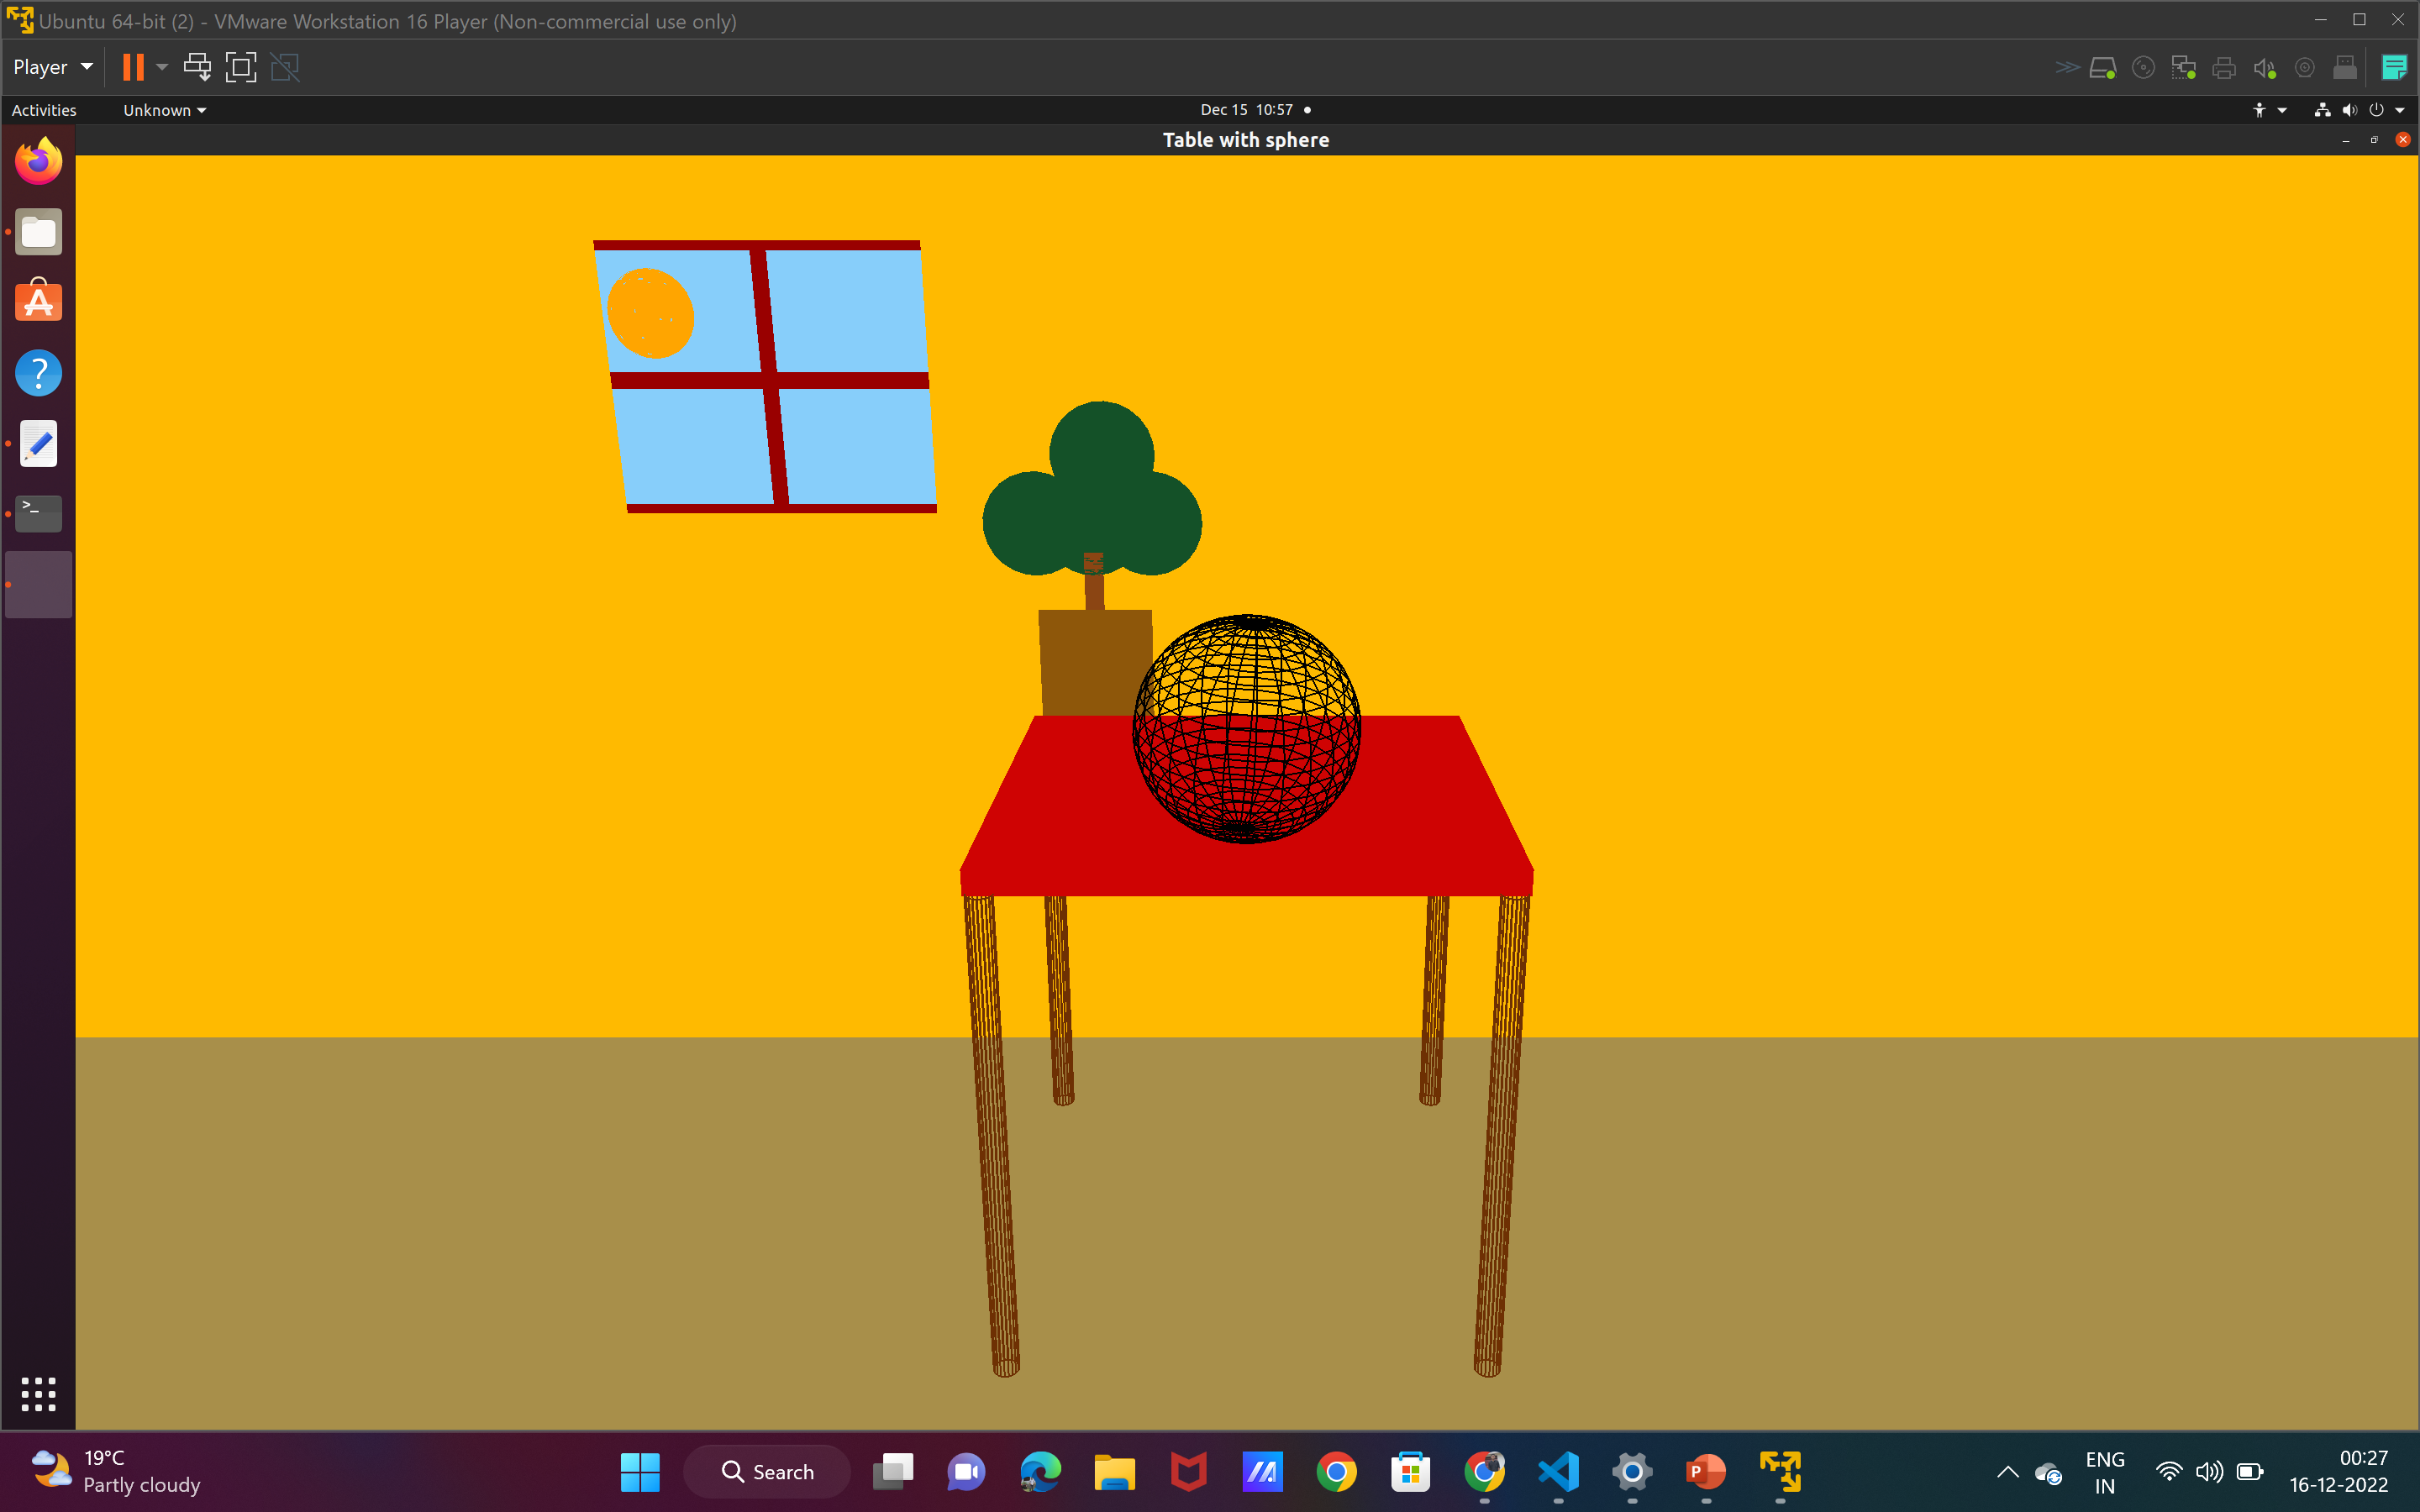 Ubuntu 64-bit (2) - VMware Workstation 16 Player (Non-commercial use only)
Player
Activities Unknown Dec 15 10:57
Table with sphere
19°C
Partly cloudy
Search
ENG
IN
00:27
16-12-2022